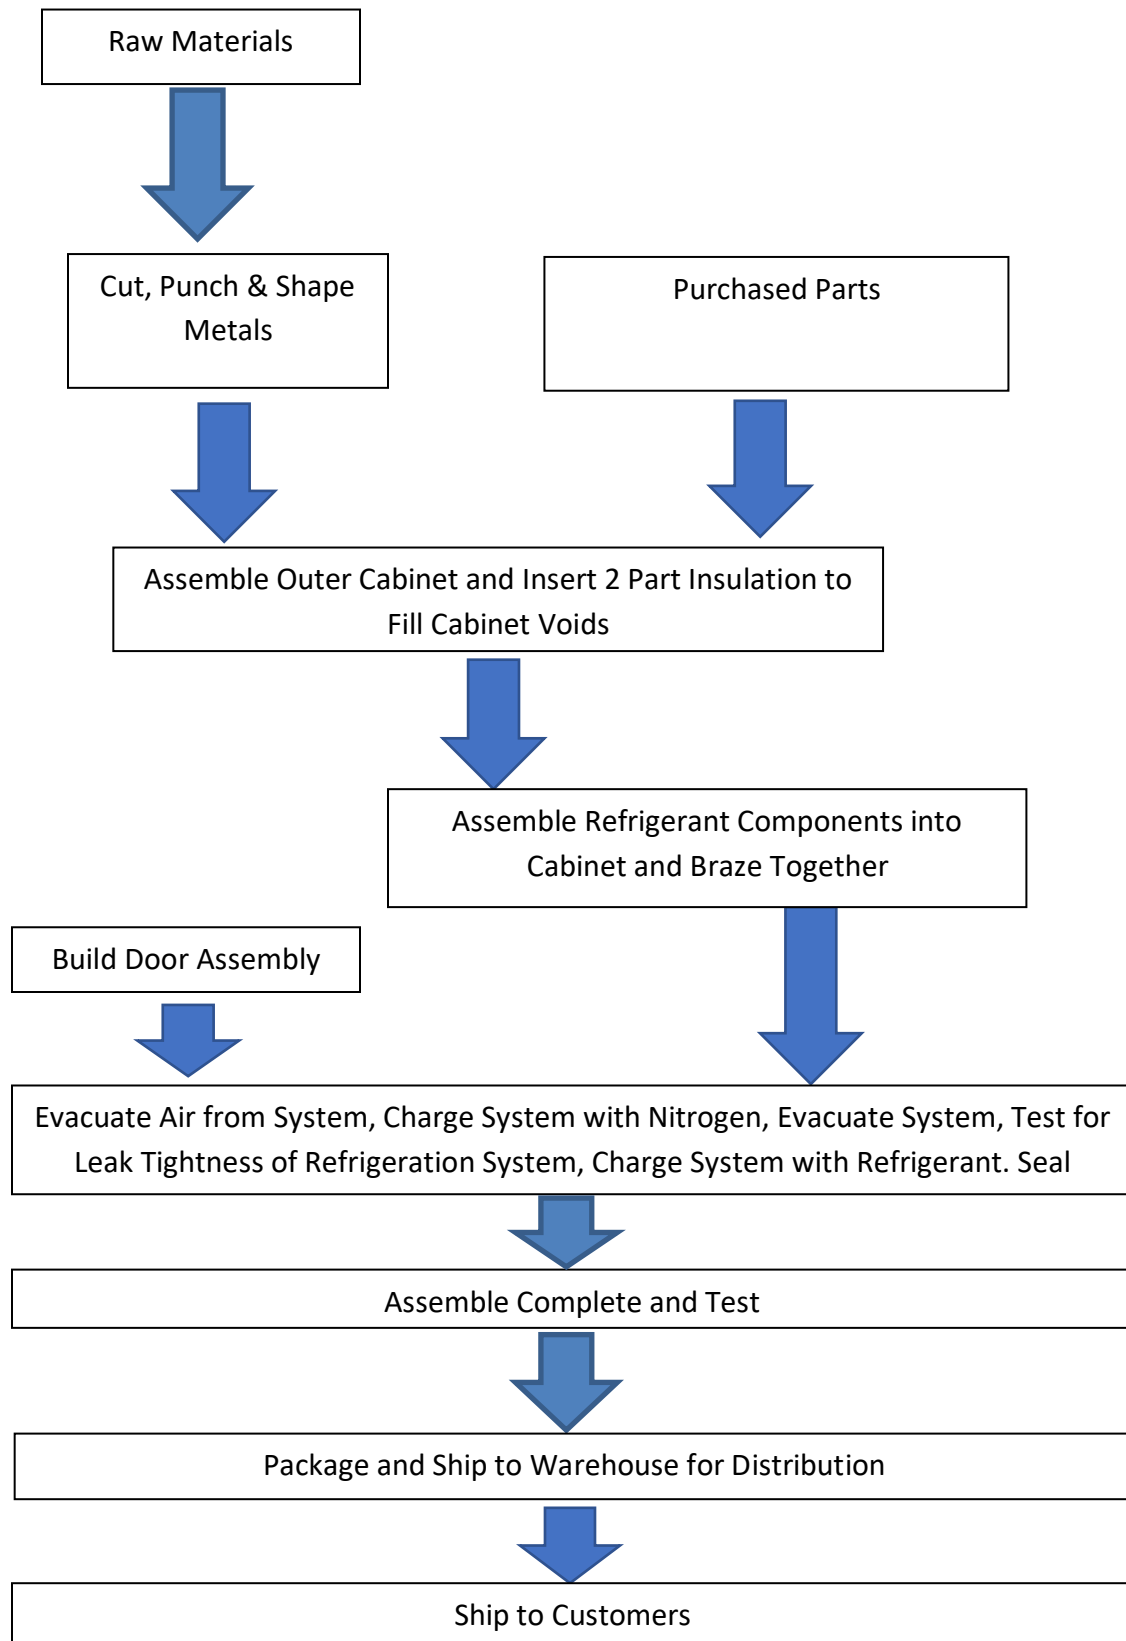 Raw Materials
Cut, Punch & Shape
Metals
Purchased Parts
Assemble Outer Cabinet and Insert 2 Part Insulation to
Fill Cabinet Voids
Assemble Refrigerant Components into
Cabinet and Braze Together
Build Door Assembly
Evacuate Air from System, Charge System with Nitrogen, Evacuate System, Test for
Leak Tightness of Refrigeration System, Charge System with Refrigerant. Seal
Assemble Complete and Test
Package and Ship to Warehouse for Distribution
Ship to Customers